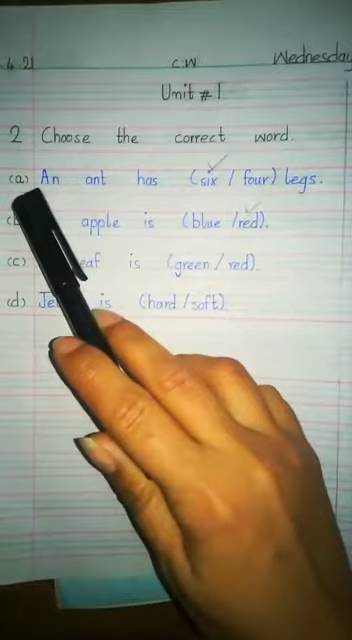 4.21 C.W Wednesday
Unit # 1
2 Choose the correct word.
(a) An ant has (six / four) legs.
apple is (blue / red).
(c) eaf is (green / red).
(d) Je is (hard / soft)